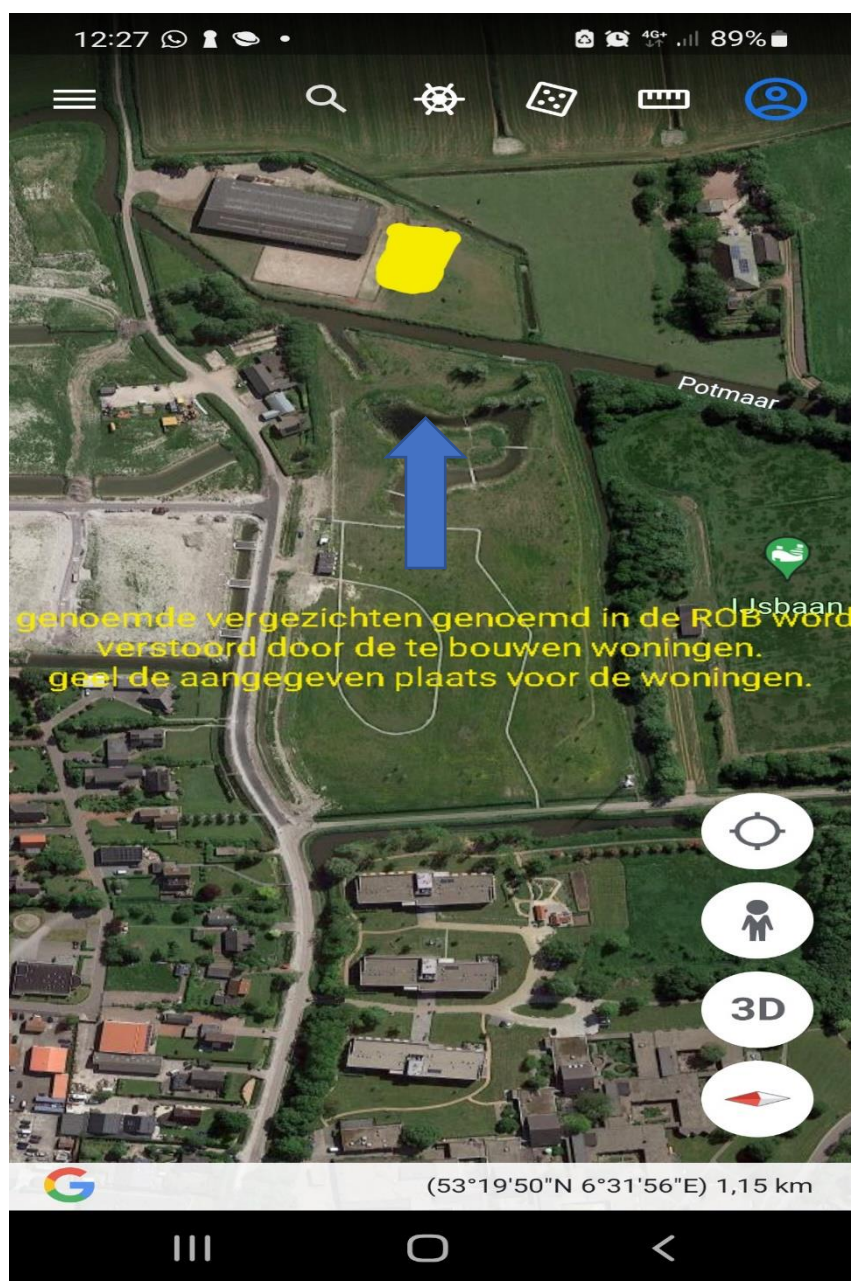 12:27
4G+ 89%
Potmaar
IJsbaan
genoemde vergezichten genoemd in de ROB word
verstoord door de te bouwen woningen.
geel de aangegeven plaats voor de woningen.
3D
G
(53°19'50"N 6°31'56"E) 1,15 km